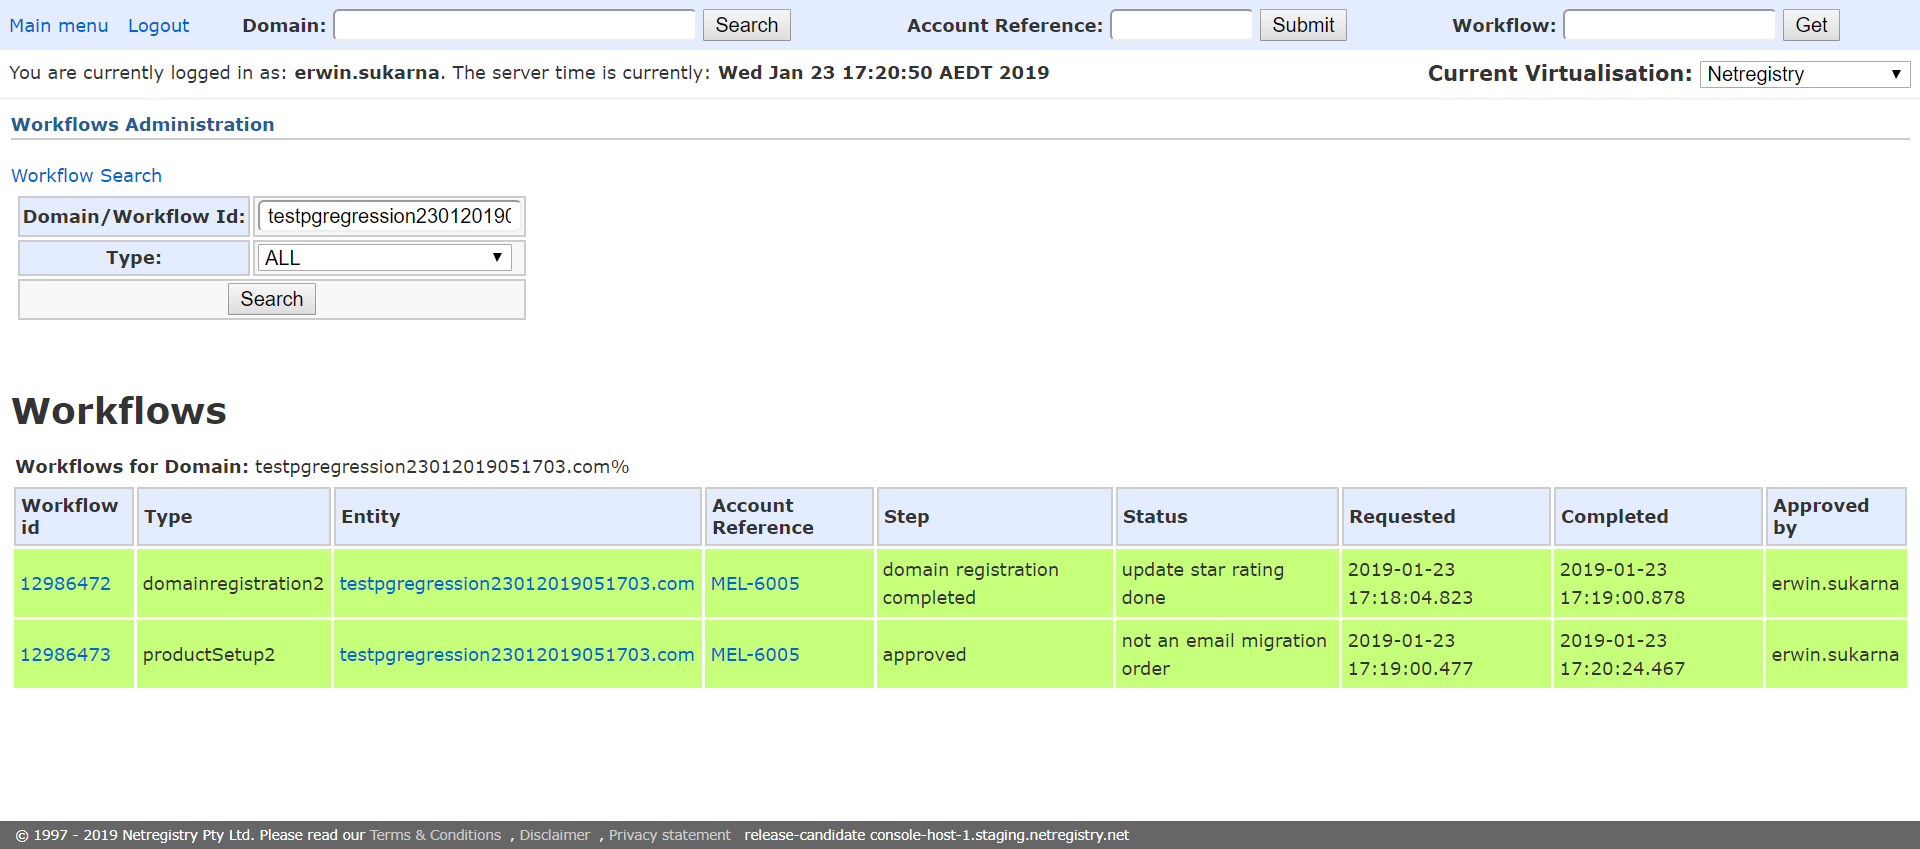 Main menu Logout Domain: Search Account Reference: Submit Workflow: Get
You are currently logged in as: erwin.sukarna. The server time is currently: Wed Jan 23 17:20:50 AEDT 2019 Current Virtualisation: Netregistry
Workflows Administration
Workflow Search
Domain/Workflow Id: testpgregression23012019
Type: ALL
Search
Workflows
Workflows for Domain: testpgregression23012019051703.com%
Workflow id Type Entity Account Reference Step Status Requested Completed Approved by
12986472 domainregistration2 testpgregression23012019051703.com MEL-6005 domain registration completed update star rating done 2019-01-23 17:18:04.823 2019-01-23 17:19:00.878 erwin.sukarna
12986473 productSetup2 testpgregression23012019051703.com MEL-6005 approved not an email migration order 2019-01-23 17:19:00.477 2019-01-23 17:20:24.467 erwin.sukarna
© 1997 - 2019 Netregistry Pty Ltd. Please read our Terms & Conditions , Disclaimer , Privacy statement release-candidate console-host-1.staging.netregistry.net